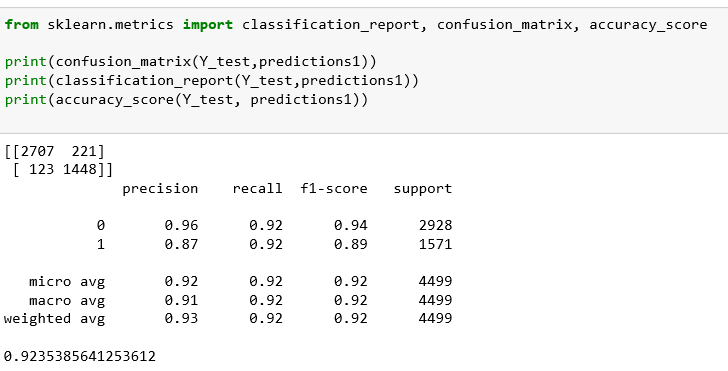 from sklearn.metrics import classification_report, confusion_matrix, accuracy_score
print(confusion_matrix(Y_test,predictions1))
print(classification_report(Y_test,predictions1))
print(accuracy_score(Y_test, predictions1))
[[2707  221]
 [ 123 1448]]
              precision    recall  f1-score   support
           0       0.96      0.92      0.94      2928
           1       0.87      0.92      0.89      1571
   micro avg       0.92      0.92      0.92      4499
   macro avg       0.91      0.92      0.92      4499
weighted avg       0.93      0.92      0.92      4499
0.9235385641253612